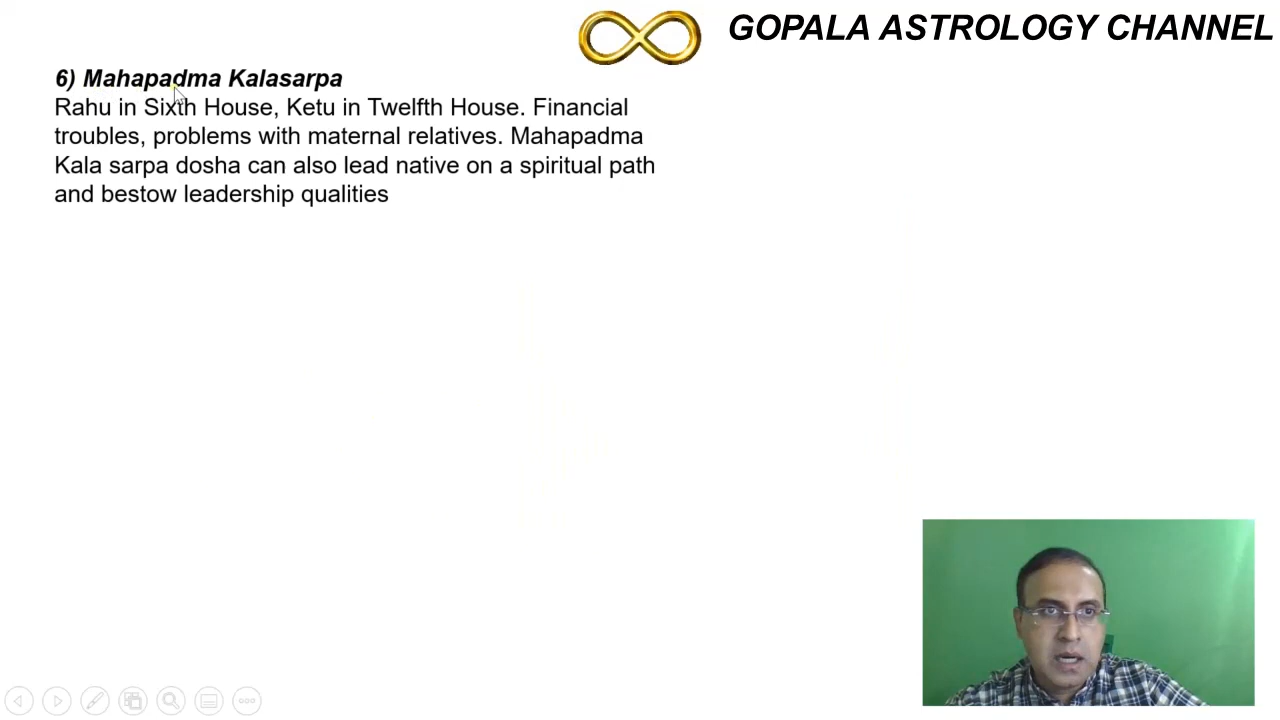 GOPALA ASTROLOGY CHANNEL
6) Mahapadma Kalasarpa
Rahu in Sixth House, Ketu in Twelfth House. Financial
troubles, problems with maternal relatives. Mahapadma
Kala sarpa dosha can also lead native on a spiritual path
and bestow leadership qualities